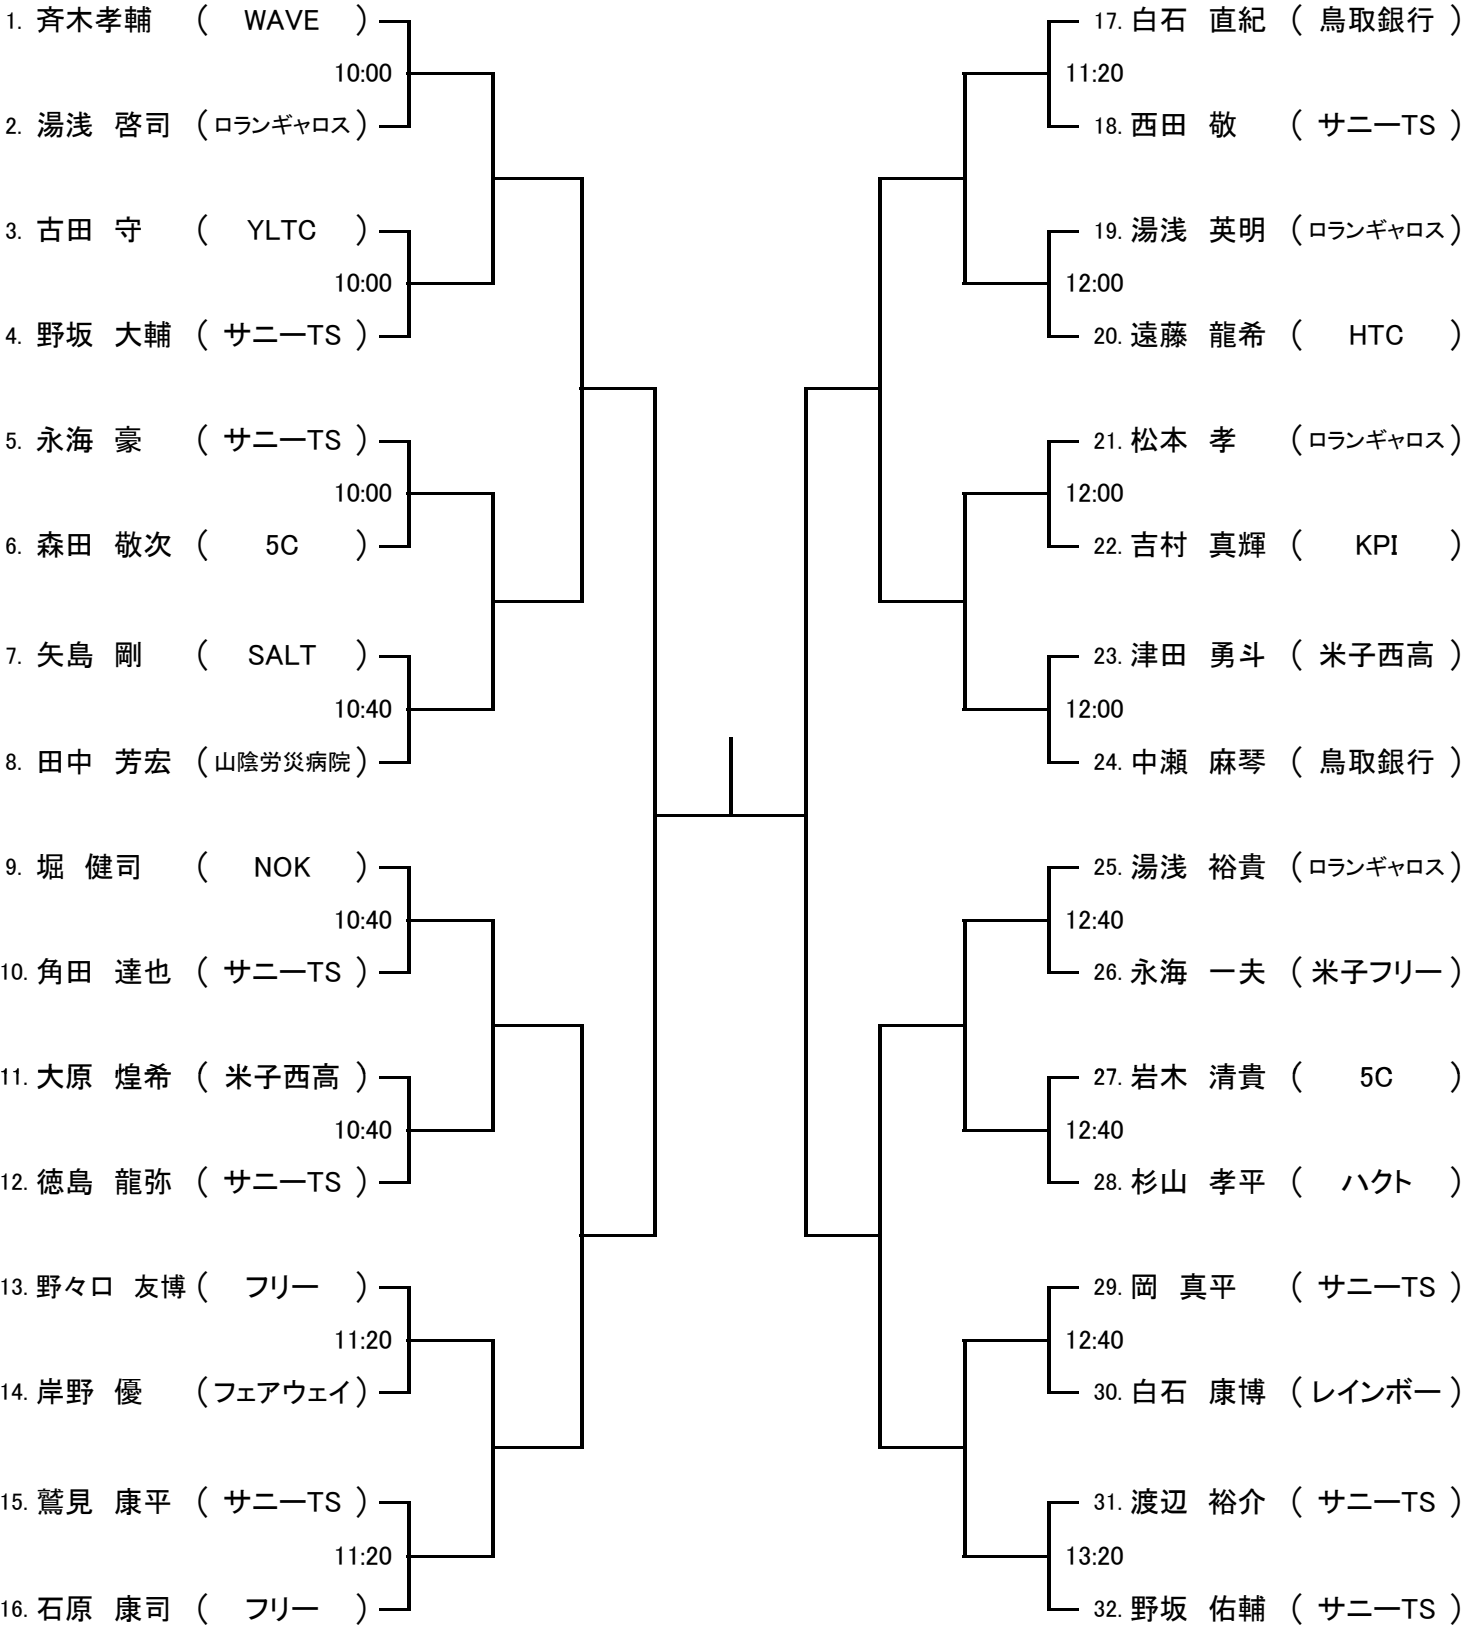 1. 斉木孝輔 ( WAVE )
10:00
2. 湯浅 啓司 (ロランギャロス)
3. 古田 守 ( YLTC )
10:00
4. 野坂 大輔 ( サニーTS )
5. 永海 豪 ( サニーTS )
10:00
6. 森田 敬次 ( 5C )
7. 矢島 剛 ( SALT )
10:40
8. 田中 芳宏 (山陰労災病院)
9. 堀 健司 ( NOK )
10:40
10. 角田 達也 ( サニーTS )
11. 大原 煌希 ( 米子西高 )
10:40
12. 徳島 龍弥 ( サニーTS )
13. 野々口 友博 ( フリー )
11:20
14. 岸野 優 (フェアウェイ)
15. 鷲見 康平 ( サニーTS )
11:20
16. 石原 康司 ( フリー )
17. 白石 直紀 ( 鳥取銀行 )
11:20
18. 西田 敬 ( サニーTS )
19. 湯浅 英明 (ロランギャロス)
12:00
20. 遠藤 龍希 ( HTC )
21. 松本 孝 (ロランギャロス)
12:00
22. 吉村 真輝 ( KPI )
23. 津田 勇斗 ( 米子西高 )
12:00
24. 中瀬 麻琴 ( 鳥取銀行 )
25. 湯浅 裕貴 (ロランギャロス)
12:40
26. 永海 一夫 ( 米子フリー )
27. 岩木 清貴 ( 5C )
12:40
28. 杉山 孝平 ( ハクト )
29. 岡 真平 ( サニーTS )
12:40
30. 白石 康博 ( レインボー )
31. 渡辺 裕介 ( サニーTS )
13:20
32. 野坂 佑輔 ( サニーTS )